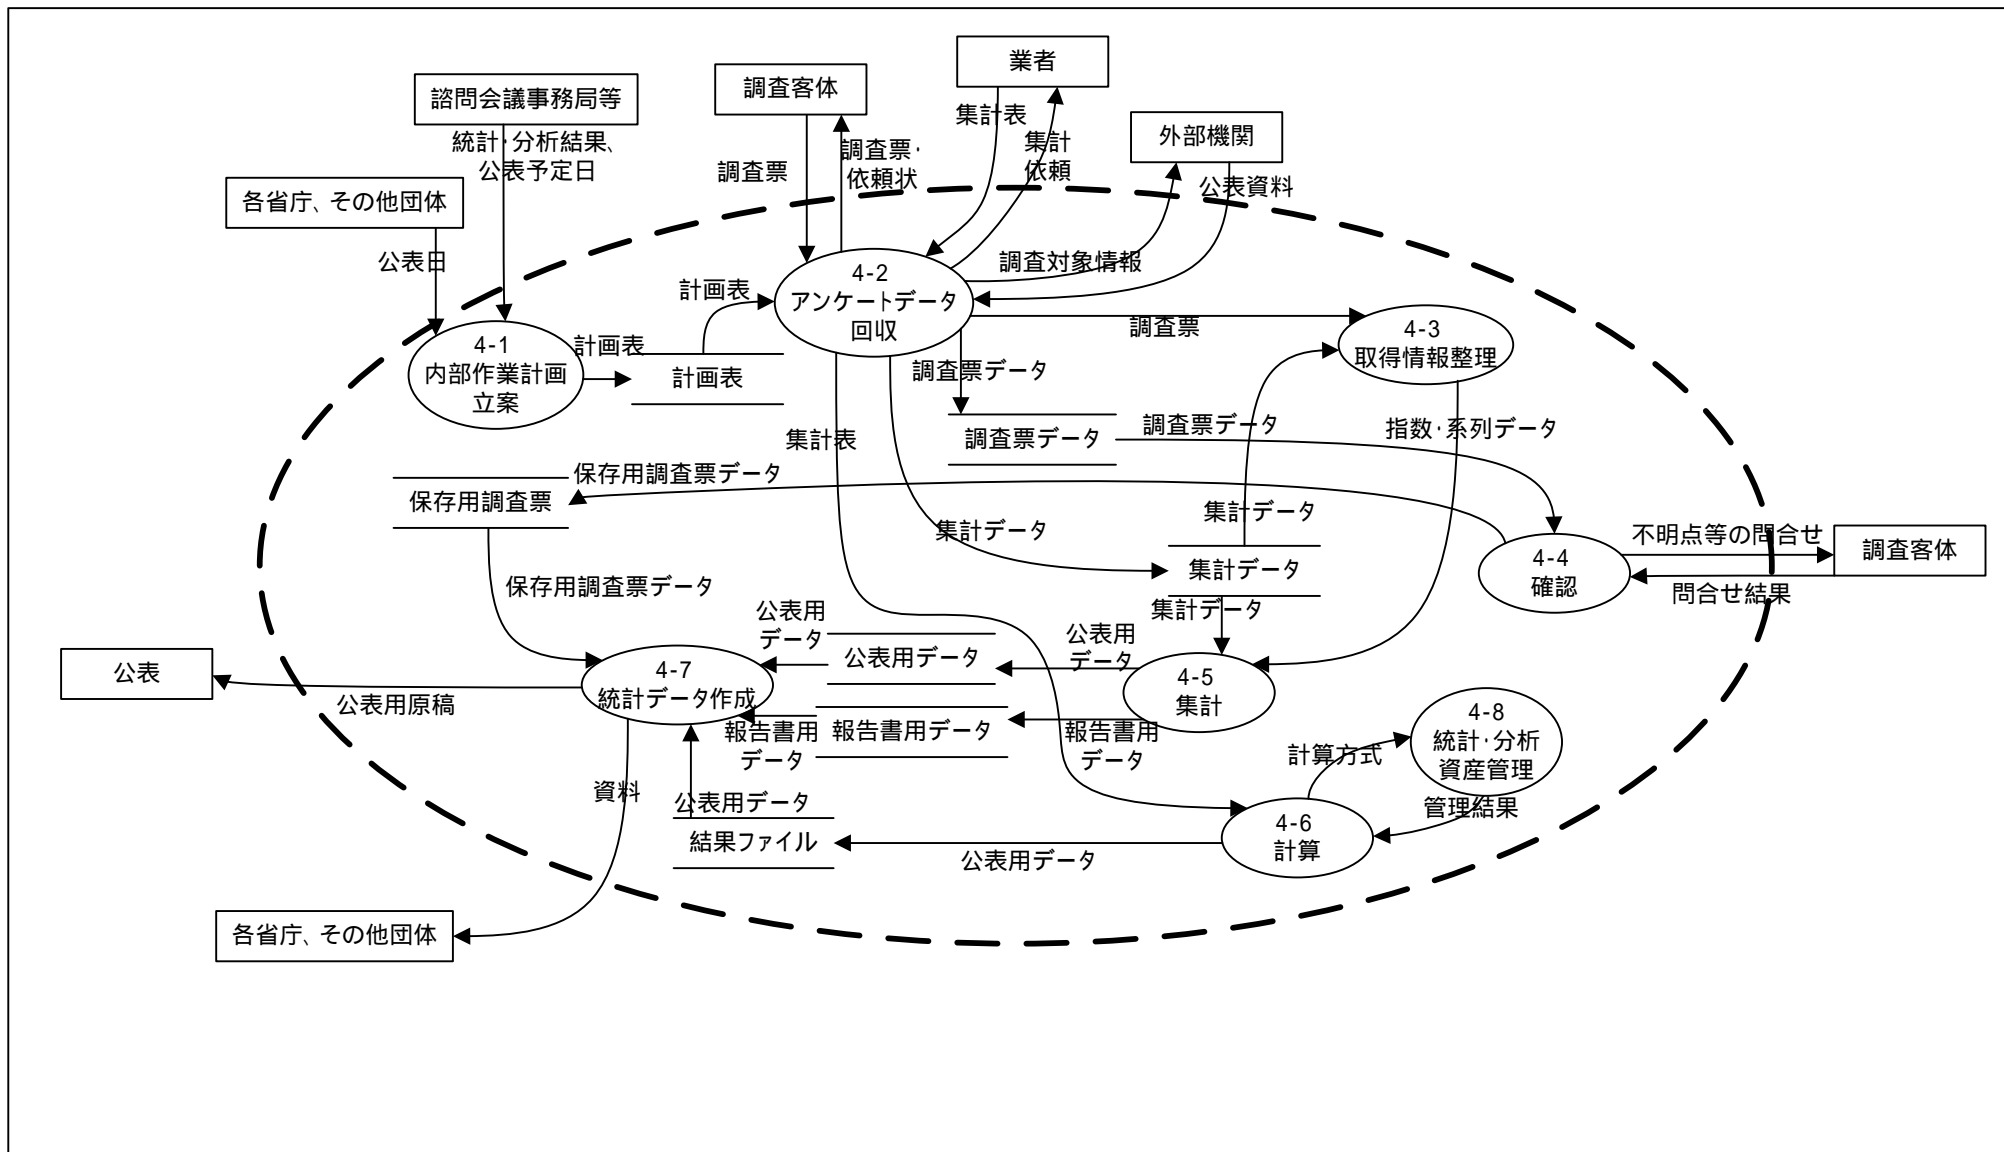 業者
調査客体
諮問会議事務局等
集計表
外部機関
統計・分析結果、
公表予定日
調査票
調査票・
依頼状
集計
依頼
公表資料
各省庁、その他団体
公表日
調査対象情報
4-2
アンケートデータ
回収
計画表
調査票
4-3
取得情報整理
4-1
内部作業計画
立案
計画表
計画表
調査票データ
集計表
調査票データ
調査票データ
指数・系列データ
保存用調査票データ
保存用調査票
集計データ
集計データ
不明点等の問合せ
調査客体
4-4
確認
問合せ結果
集計データ
保存用調査票データ
集計データ
公表用
データ
公表用データ
公表用
データ
公表
4-7
統計データ作成
4-5
集計
公表用原稿
報告書用
データ
報告書用データ
報告書用
データ
4-8
統計・分析
資産管理
計算方式
資料
公表用データ
管理結果
結果ファイル
4-6
計算
公表用データ
各省庁、その他団体